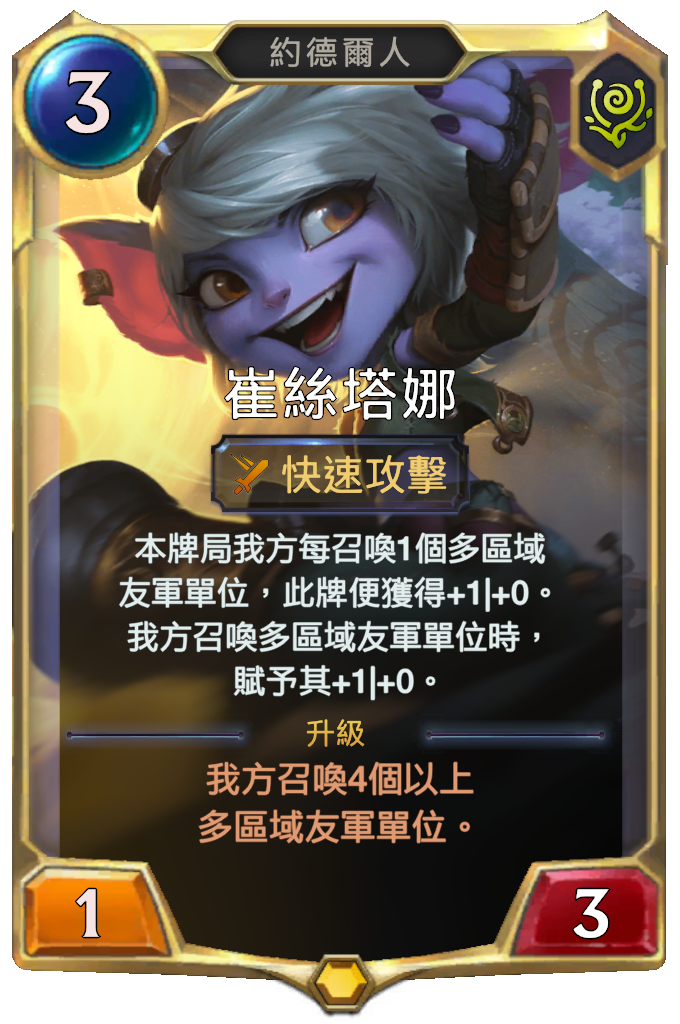 約德爾人
3
崔絲塔娜
快速攻擊
本牌局我方每召喚1個多區域
友軍單位，此牌便獲得+1|+0。
我方召喚多區域友軍單位時，
賦予其+1|+0。
升級
我方召喚4個以上
多區域友軍單位。
1
3